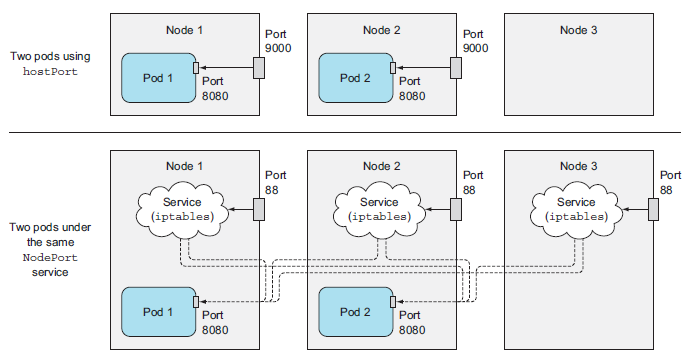 Two pods using
hostPort
Node 1
Pod 1
Port
8080
Port
9000
Node 2
Pod 2
Port
8080
Port
9000
Node 3
Two pods under
the same
NodePort
service
Node 1
Service
(iptables)
Port
88
Pod 1
Port
8080
Node 2
Service
(iptables)
Port
88
Pod 2
Port
8080
Node 3
Service
(iptables)
Port
88